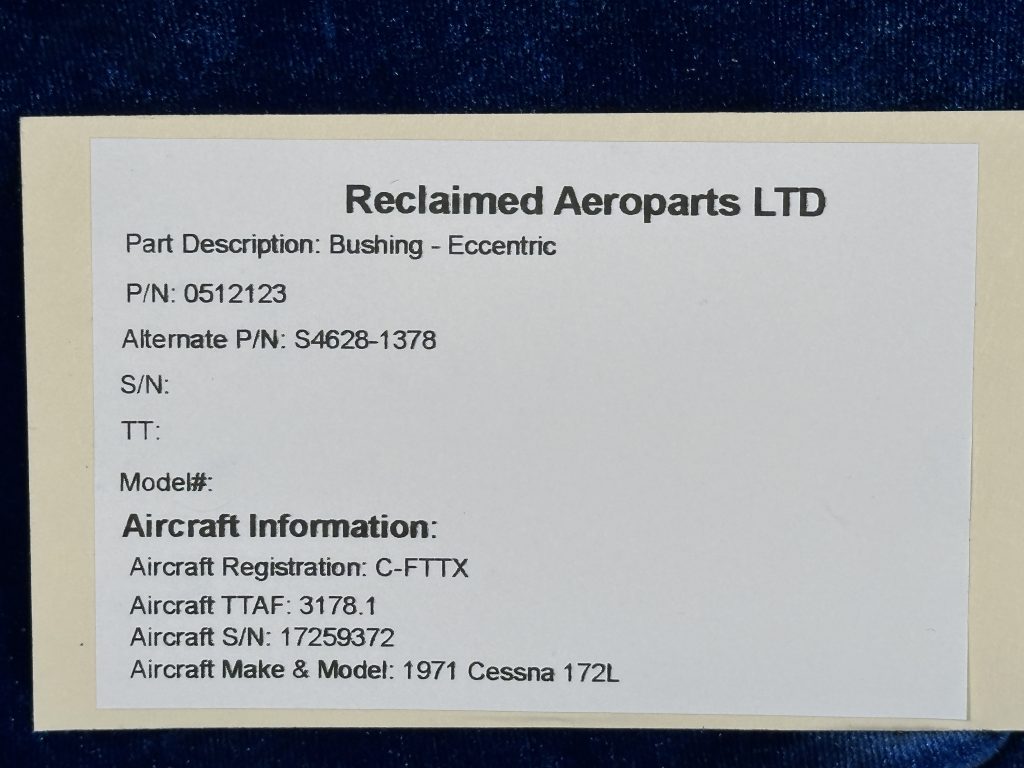 Reclaimed Aeroparts LTD
Part Description: Bushing - Eccentric
P/N: 0512123
Alternate P/N: S4628-1378
S/N:
TT:
Model#:
Aircraft Information:
Aircraft Registration: C-FTTX
Aircraft TTAF: 3178.1
Aircraft S/N: 17259372
Aircraft Make & Model: 1971 Cessna 172L